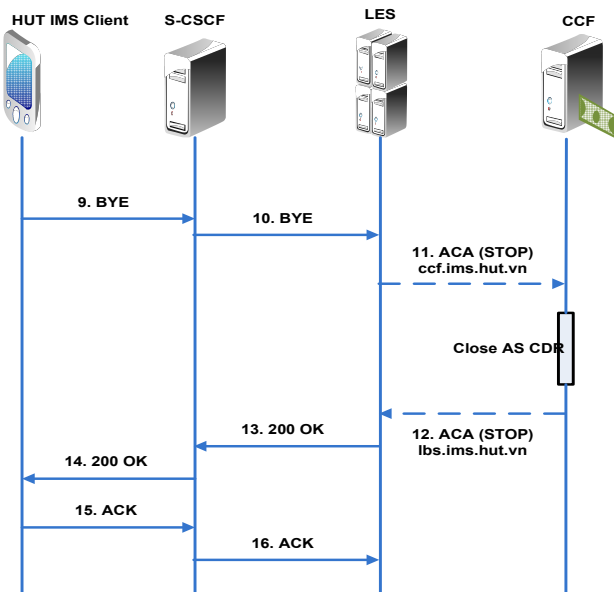 HUT IMS Client
S-CSCF
LES
CCF
9. BYE
10. BYE
11. ACA (STOP)
ccf.ims.hut.vn
Close AS CDR
12. ACA (STOP)
lbs.ims.hut.vn
13. 200 OK
14. 200 OK
15. ACK
16. ACK